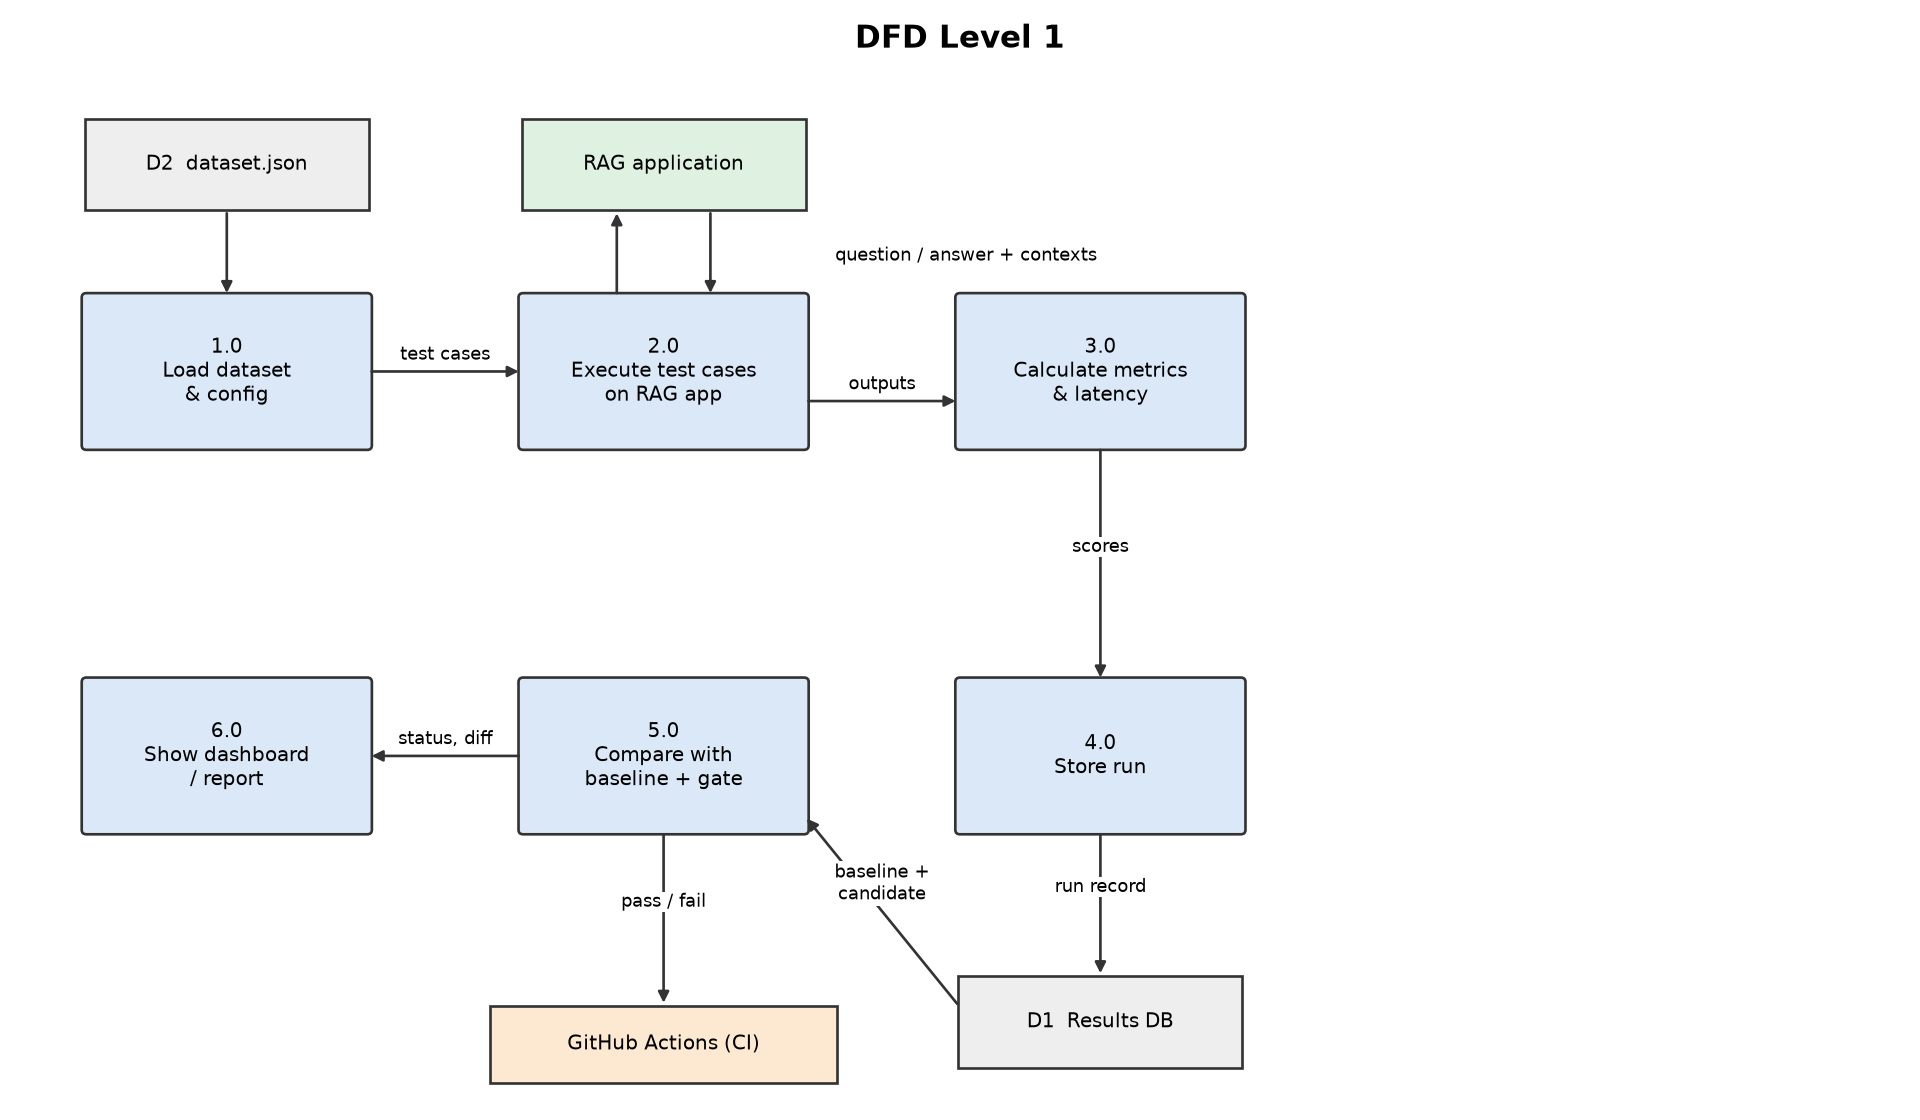 DFD Level 1
D2  dataset.json
RAG application
question / answer + contexts
1.0
Load dataset
& config
test cases
2.0
Execute test cases
on RAG app
outputs
3.0
Calculate metrics
& latency
scores
6.0
Show dashboard
/ report
status, diff
5.0
Compare with
baseline + gate
4.0
Store run
baseline +
candidate
run record
pass / fail
D1  Results DB
GitHub Actions (CI)